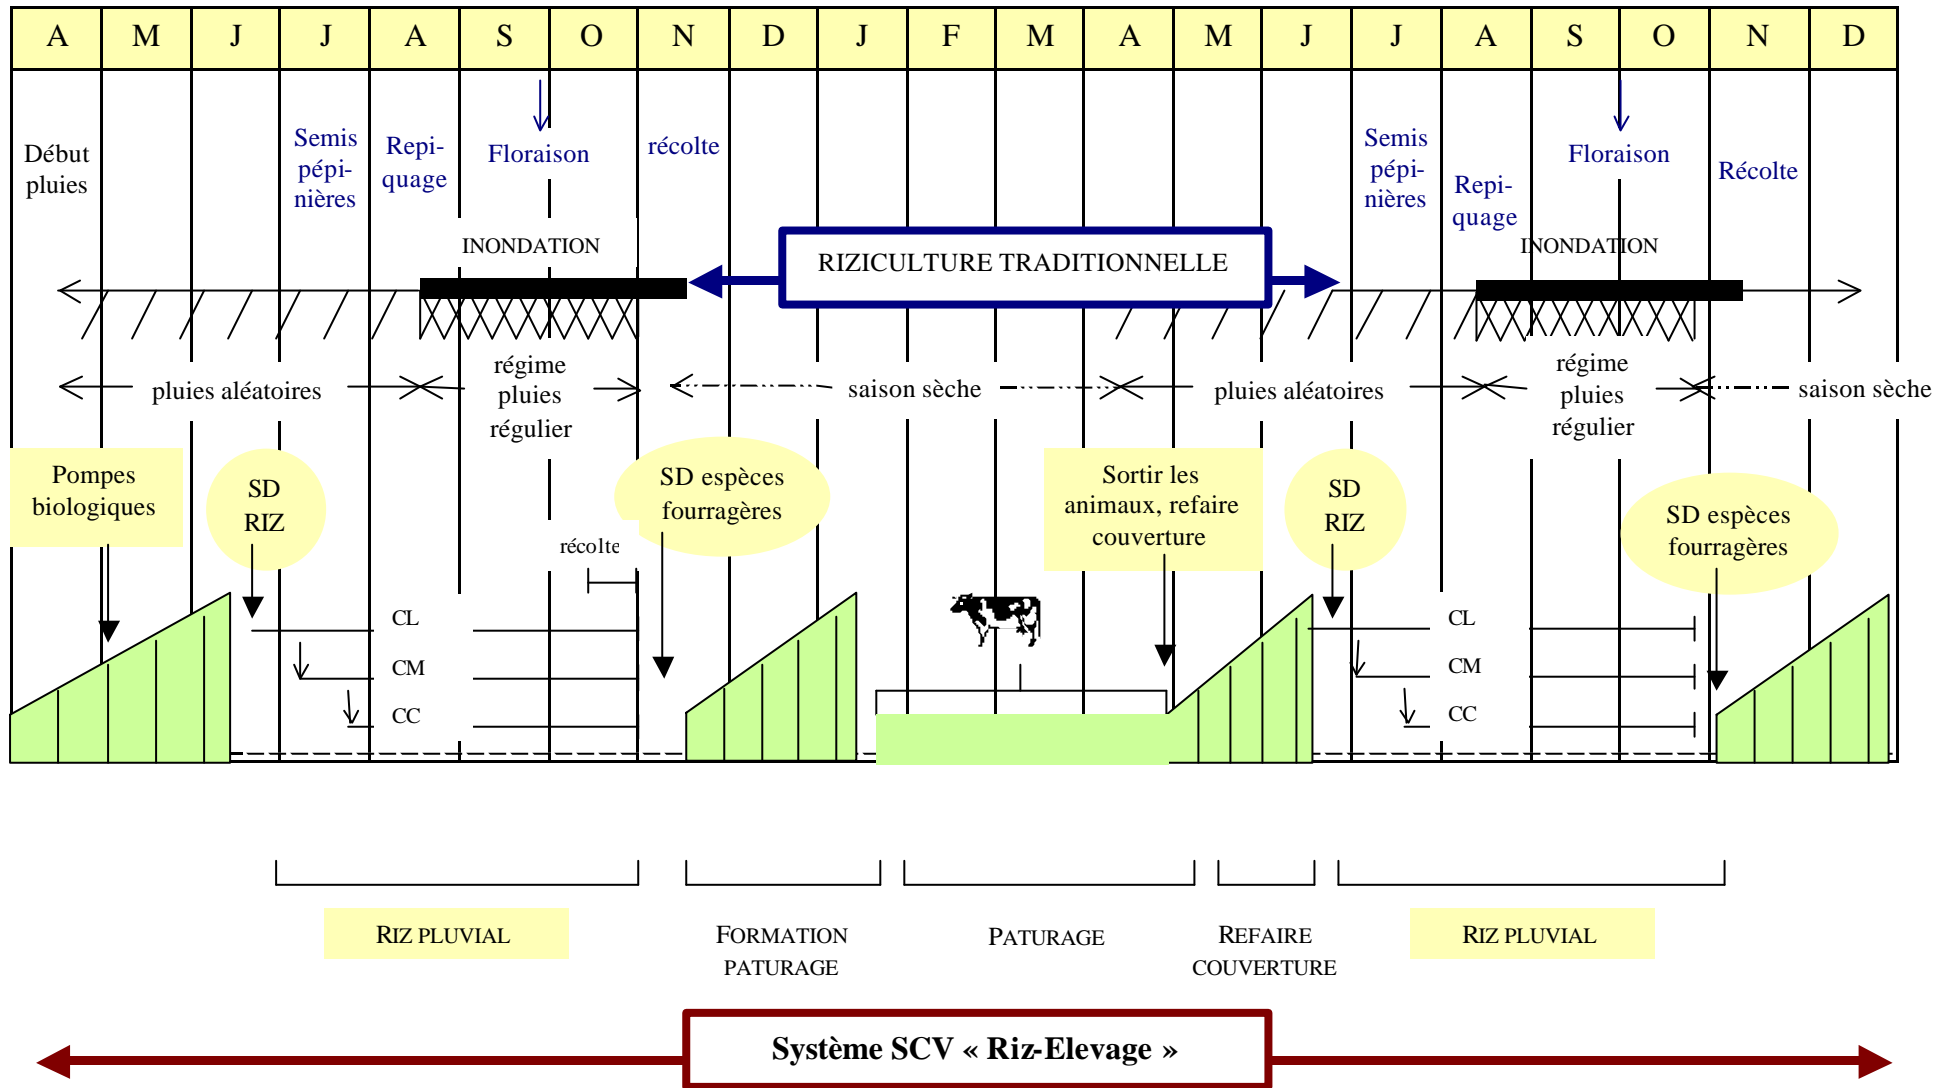 A M J J A S O N D J F M A M J J A S O N D
Début
pluies
Semis
pépi-
nières
Repi-
quage
Floraison
récolte
Semis
pépi-
nières
Repi-
quage
Floraison
Récolte
INONDATION
RIZICULTURE TRADITIONNELLE
INONDATION
pluies aléatoires
régime
pluies
régulier
saison sèche
pluies aléatoires
régime
pluies
régulier
saison sèche
Pompes
biologiques
SD
RIZ
SD espèces
fourragères
Sortir les
animaux, refaire
couverture
SD
RIZ
SD espèces
fourragères
récolte
CL
CM
CC
CL
CM
CC
RIZ PLUVIAL
FORMATION
PATURAGE
PATURAGE
REFAIRE
COUVERTURE
RIZ PLUVIAL
Système SCV « Riz-Elevage »